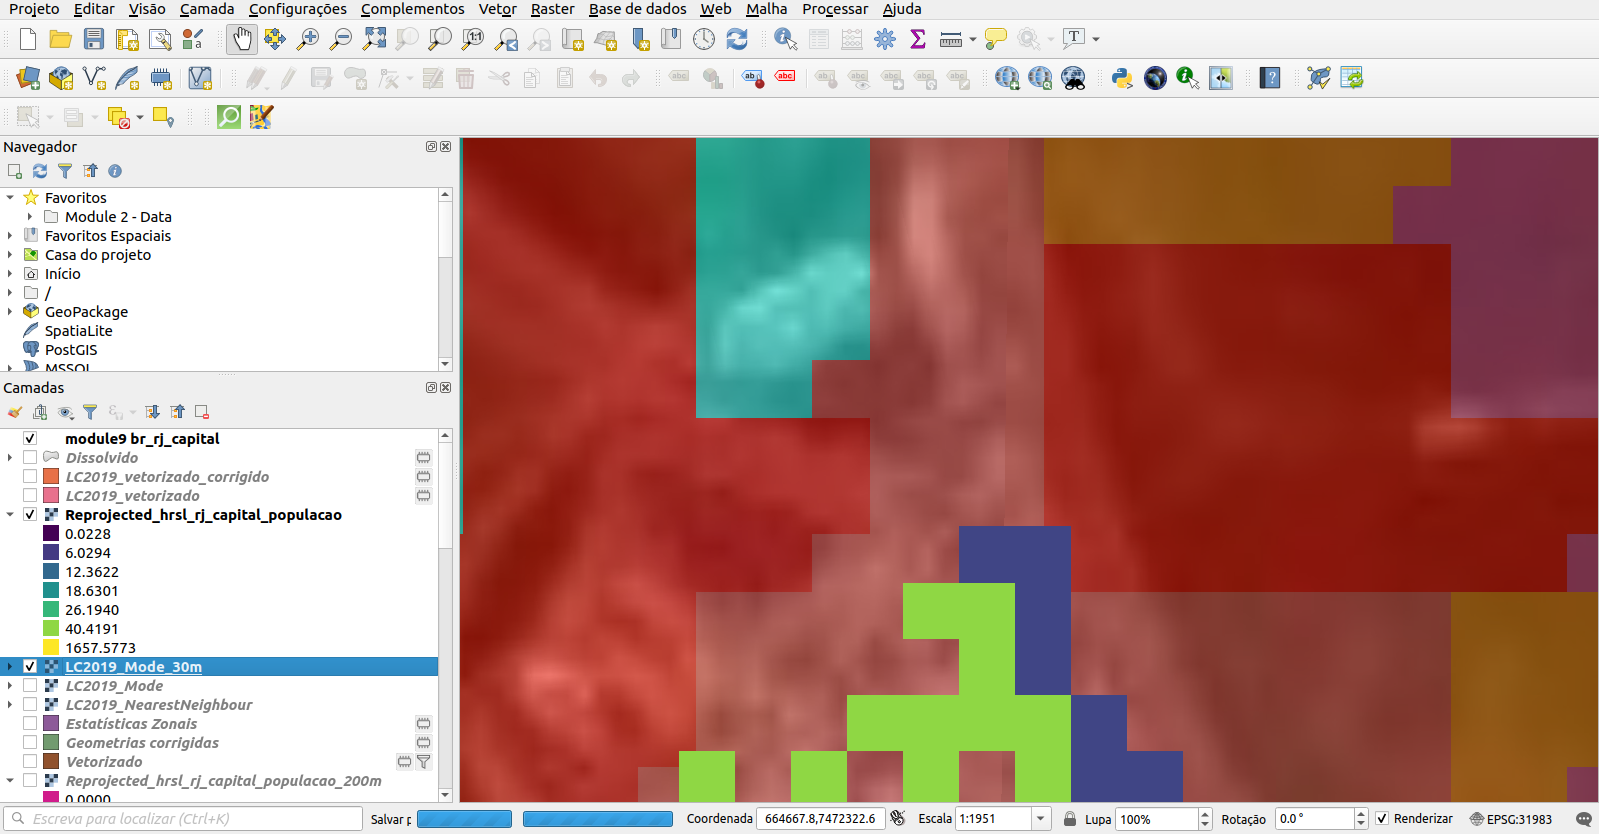 Projeto Editar Visão Camada Configurações Complementos Vetor Raster Base de dados Web Malha Processar Ajuda
Navegador
Favoritos
Module 2 - Data
Favoritos Espaciais
Casa do projeto
Início
/
GeoPackage
SpatiaLite
PostGIS
MSSQL
Camadas
module9 br_rj_capital
Dissolvido
LC2019_vetorizado_corrigido
LC2019_vetorizado
Reprojected_hrsl_rj_capital_populacao
0.0228
6.0294
12.3622
18.6301
26.1940
40.4191
1657.5773
LC2019_Mode_30m
LC2019_Mode
LC2019_NearestNeighbour
Estatísticas Zonais
Geometrias corrigidas
Vetorizado
Reprojected_hrsl_rj_capital_populacao_200m
0.0000
Escreva para localizar (Ctrl+K) Salvar Coordenada 664667.8,7472322.6 Escala 1:1951 Lupa 100% Rotação 0.0 ° Renderizar EPSG:31983